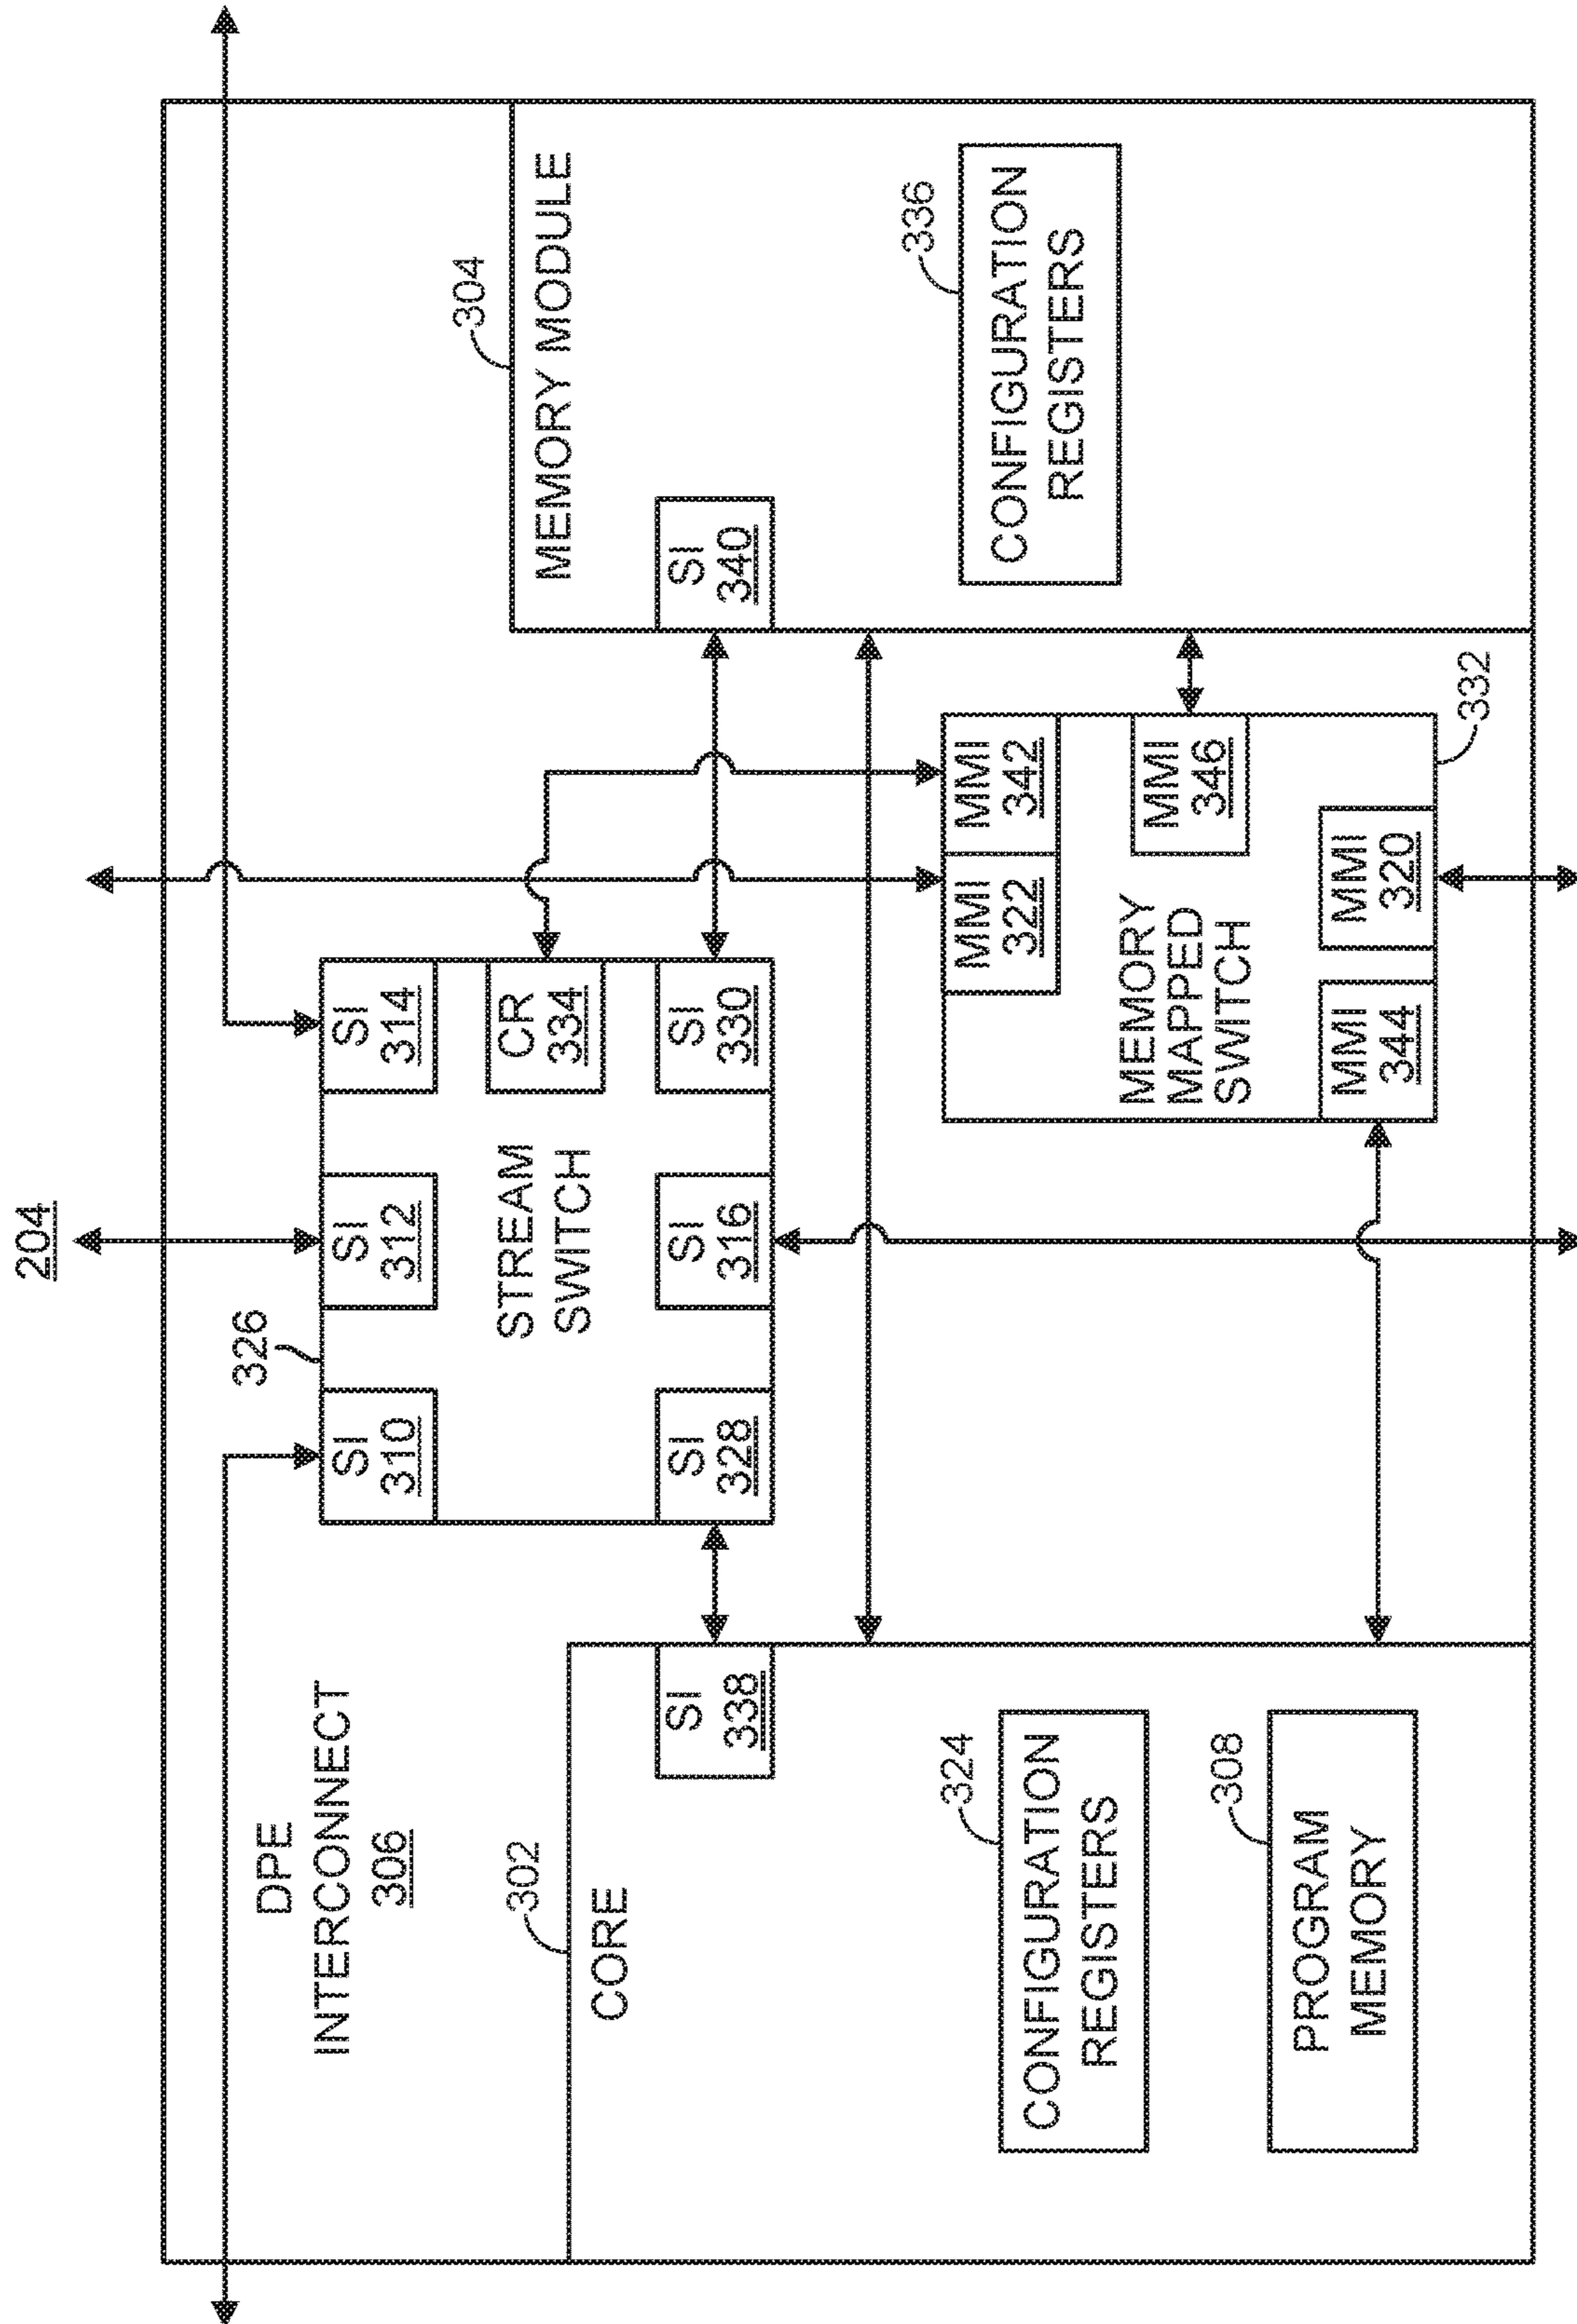 204
DPE
INTERCONNECT
306
326
SI
310
SI
312
SI
314
STREAM
SWITCH
CR
334
SI
328
SI
316
SI
330
304
MEMORY MODULE
SI
340
336
CONFIGURATION
REGISTERS
302
CORE
SI
338
324
CONFIGURATION
REGISTERS
308
PROGRAM
MEMORY
MMI
322
MMI
342
MEMORY
MAPPED
SWITCH
MMI
346
MMI
344
MMI
320
332